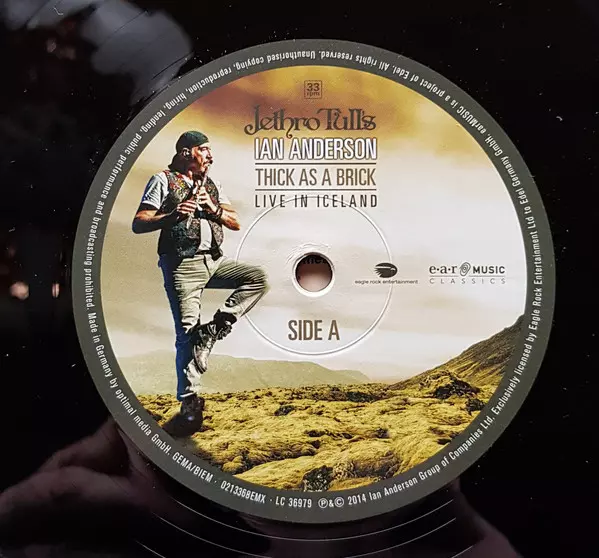 33
rpm
Jethro Tull's
IAN ANDERSON
THICK AS A BRICK
LIVE IN ICELAND
eagle rock entertainment
e·a·r MUSIC
CLASSICS
SIDE A
Made in Germany by optimal media GmbH. GEMA/BIEM · 0213368EMX · LC 36979 ℗&© 2014 Ian Anderson Group of Companies Ltd. Exclusively licensed by Eagle Rock Entertainment Ltd to Edel Germany GmbH. earMUSIC is a project of Edel. All rights reserved. Unauthorised copying, reproduction, hiring, lending, public performance and broadcasting prohibited.